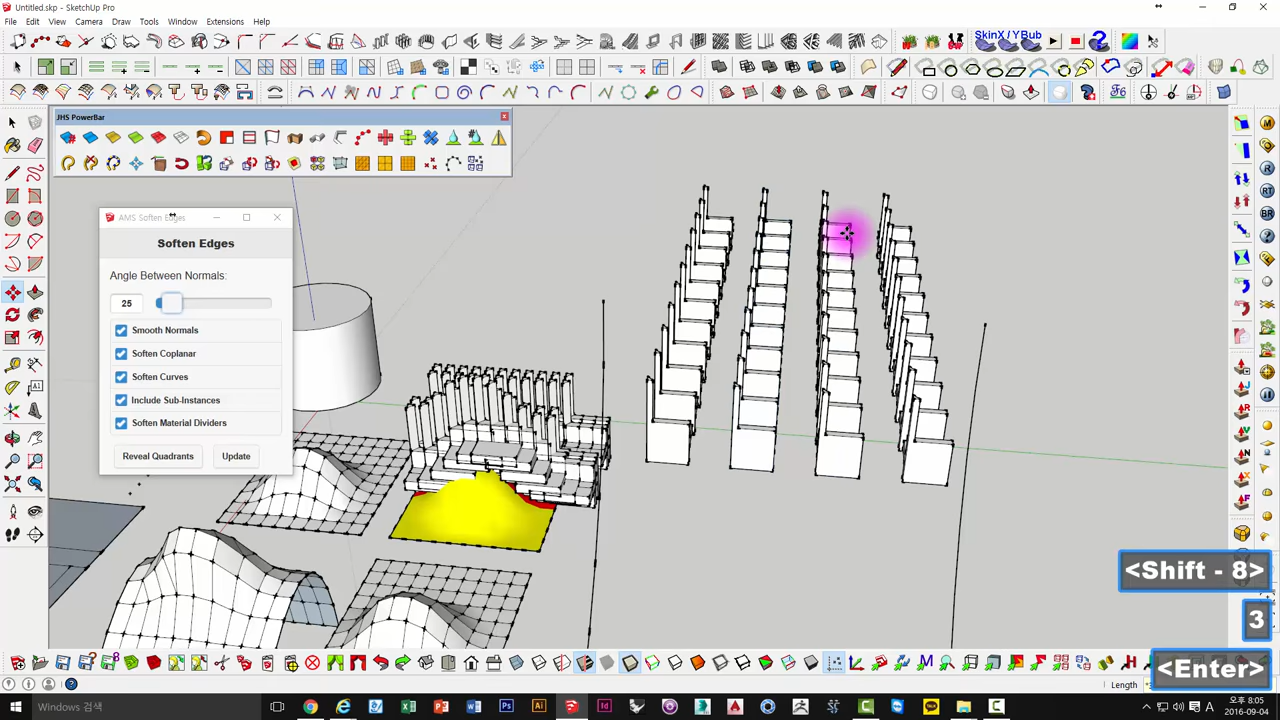 Untitled.skp - SketchUp Pro
File Edit View Camera Draw Tools Window Extensions Help
SkinX / YBub
JHS PowerBar
AMS Soften Edges
Soften Edges
Angle Between Normals:
25
Smooth Normals
Soften Coplanar
Soften Curves
Include Sub-Instances
Soften Material Dividers
Reveal Quadrants Update
<Shift - 8>
3
<Enter>
Length
Windows 검색
오후 8:05
2016-09-04